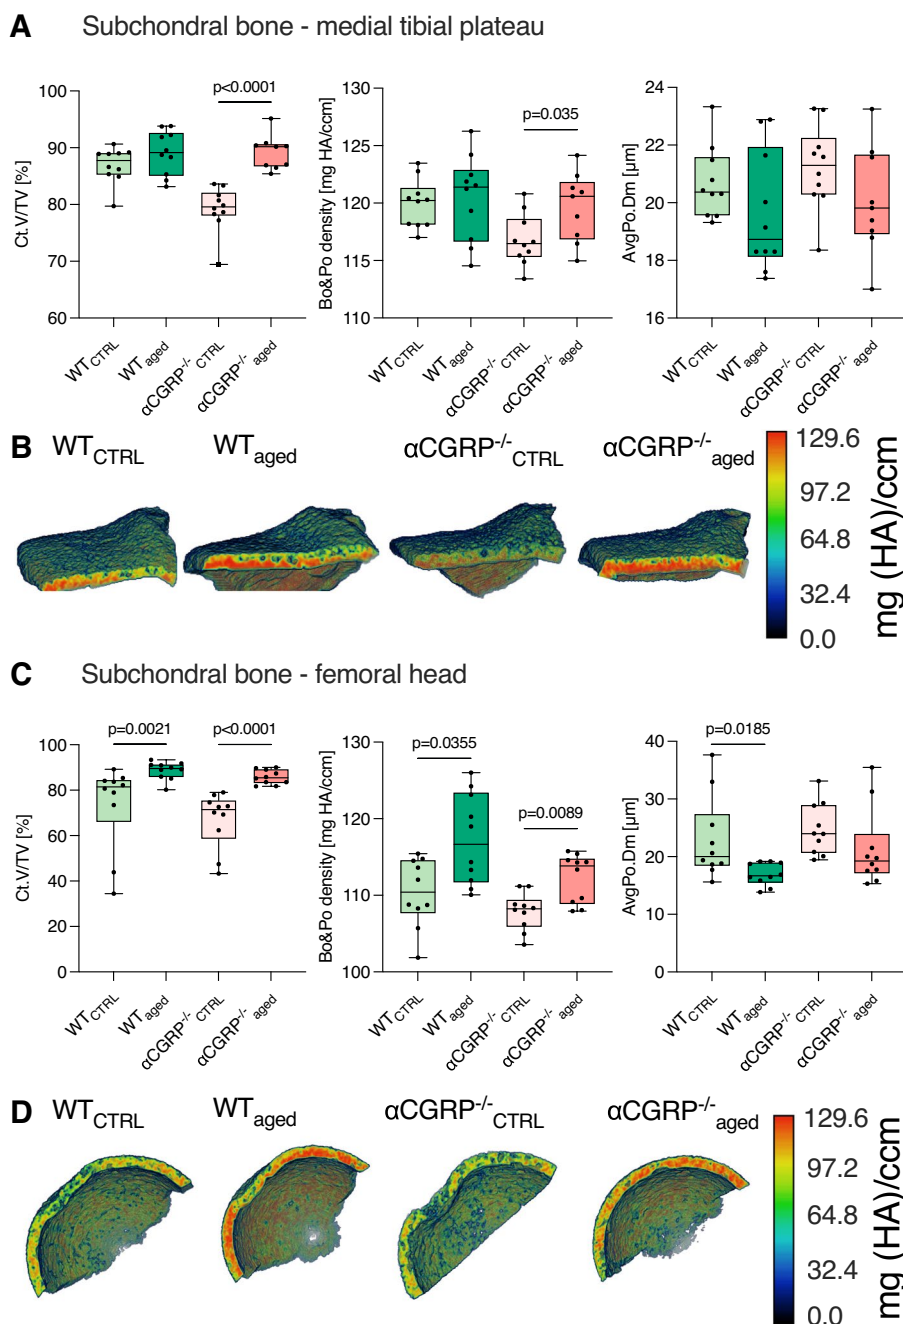 A Subchondral bone - medial tibial plateau
Ct.V/TV [%]
100
90
80
70
60
p<0.0001
WT CTRL
WT aged
αCGRP-/- CTRL
αCGRP-/- aged
Bo&Po density [mg HA/ccm]
130
125
120
115
110
p=0.035
WT CTRL
WT aged
αCGRP-/- CTRL
αCGRP-/- aged
AvgPo.Dm [µm]
24
22
20
18
16
WT CTRL
WT aged
αCGRP-/- CTRL
αCGRP-/- aged
B WT CTRL WT aged αCGRP-/- CTRL αCGRP-/- aged
129.6
97.2
64.8
32.4
0.0
mg (HA)/ccm
C Subchondral bone - femoral head
Ct.V/TV [%]
100
80
60
40
20
0
p=0.0021
p<0.0001
WT CTRL
WT aged
αCGRP-/- CTRL
αCGRP-/- aged
Bo&Po density [mg HA/ccm]
130
120
110
100
p=0.0355
p=0.0089
WT CTRL
WT aged
αCGRP-/- CTRL
αCGRP-/- aged
AvgPo.Dm [µm]
40
30
20
10
0
p=0.0185
WT CTRL
WT aged
αCGRP-/- CTRL
αCGRP-/- aged
D WT CTRL WT aged αCGRP-/- CTRL αCGRP-/- aged
129.6
97.2
64.8
32.4
0.0
mg (HA)/ccm